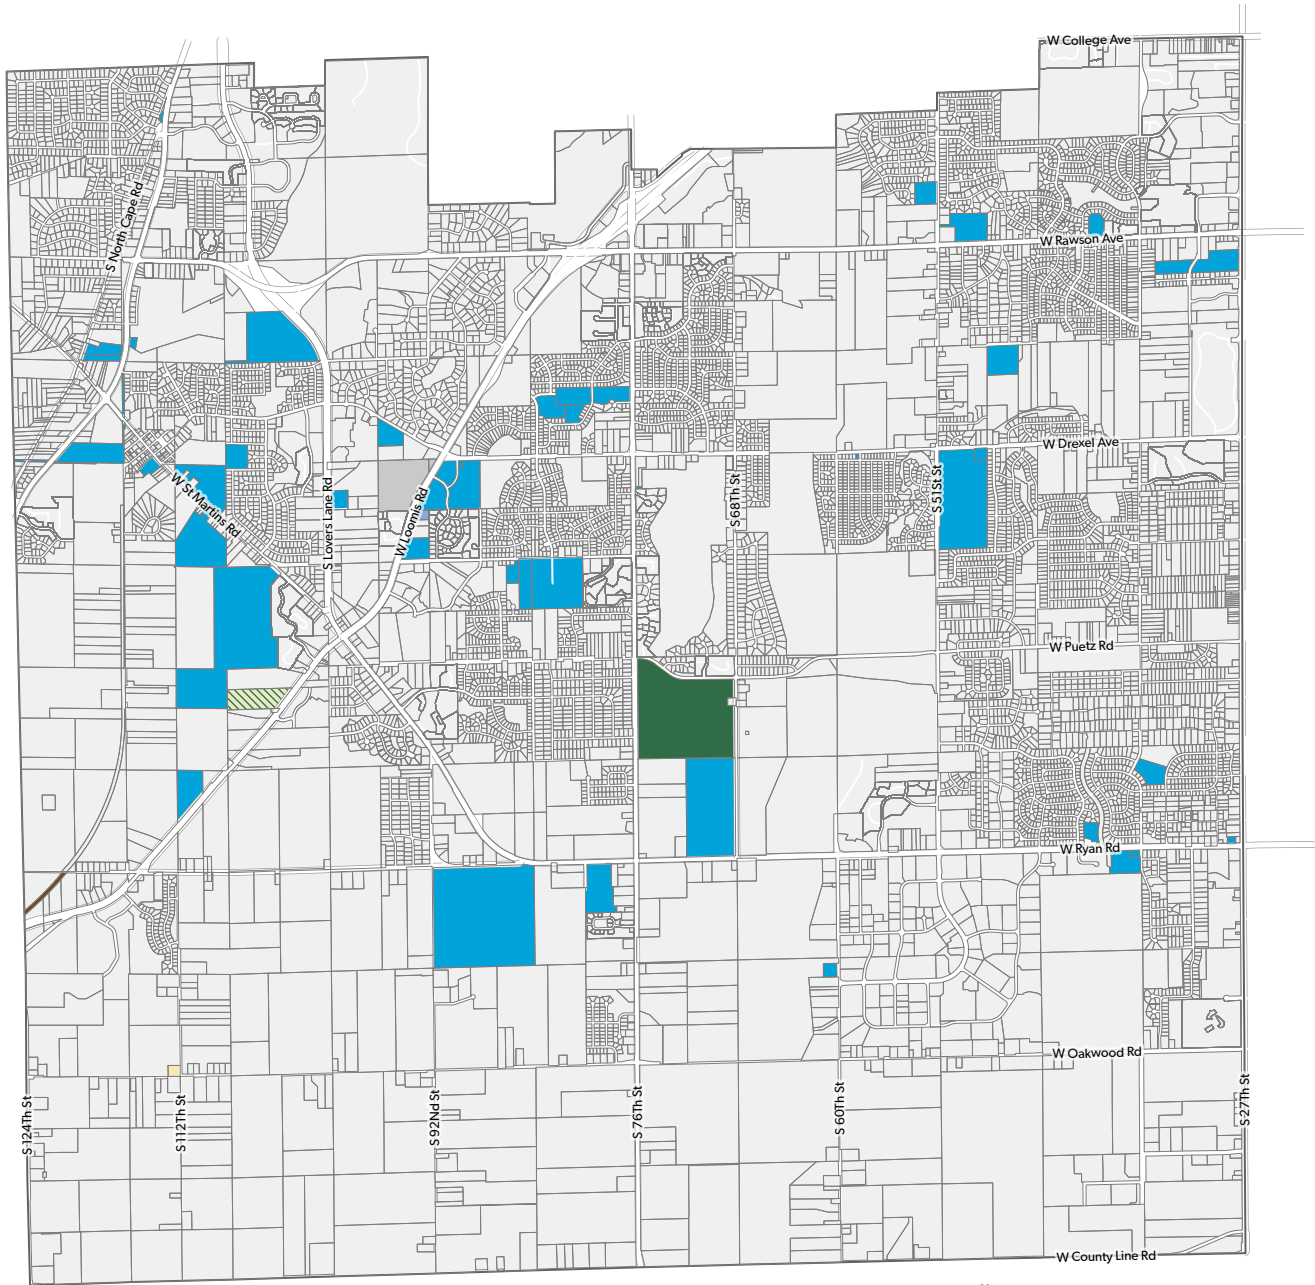 W College Ave
S North Cape Rd
W Rawson Ave
W Drexel Ave
S 51St St
S 68Th St
W St Martins Rd
S Lovers Lane Rd
W Loomis Rd
W Puetz Rd
W Ryan Rd
W Oakwood Rd
S 124Th St
S 112Th St
S 92Nd St
S 76Th St
S 60Th St
S 27Th St
W County Line Rd